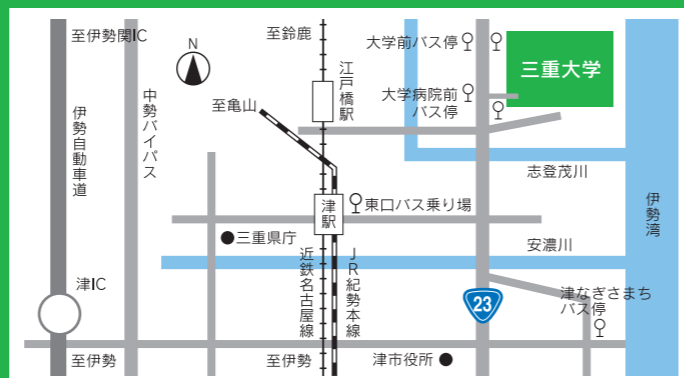 至伊勢関IC
N
至鈴鹿
大学前バス停
三重大学
江戸橋駅
大学病院前
バス停
中勢バイパス
至亀山
伊勢自動車道
志登茂川
伊勢湾
津駅
東口バス乗り場
三重県庁
安濃川
近鉄名古屋線
JR紀勢本線
津IC
23
津なぎさまち
バス停
至伊勢
至伊勢
津市役所